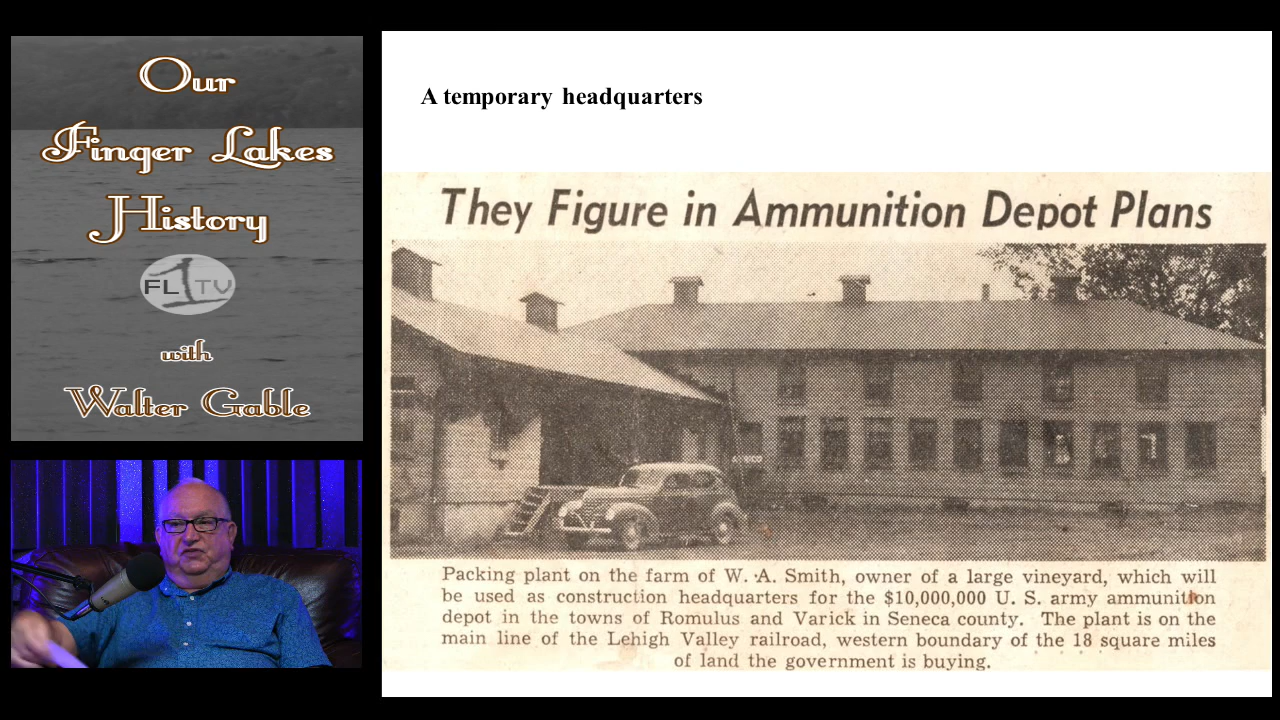 Our
Finger Lakes
History
FL TV
with
Walter Gable
A temporary headquarters
They Figure in Ammunition Depot Plans
Packing plant on the farm of W. A. Smith, owner of a large vineyard, which will
be used as construction headquarters for the $10,000,000 U. S. army ammunition
depot in the towns of Romulus and Varick in Seneca county. The plant is on the
main line of the Lehigh Valley railroad, western boundary of the 18 square miles
of land the government is buying.